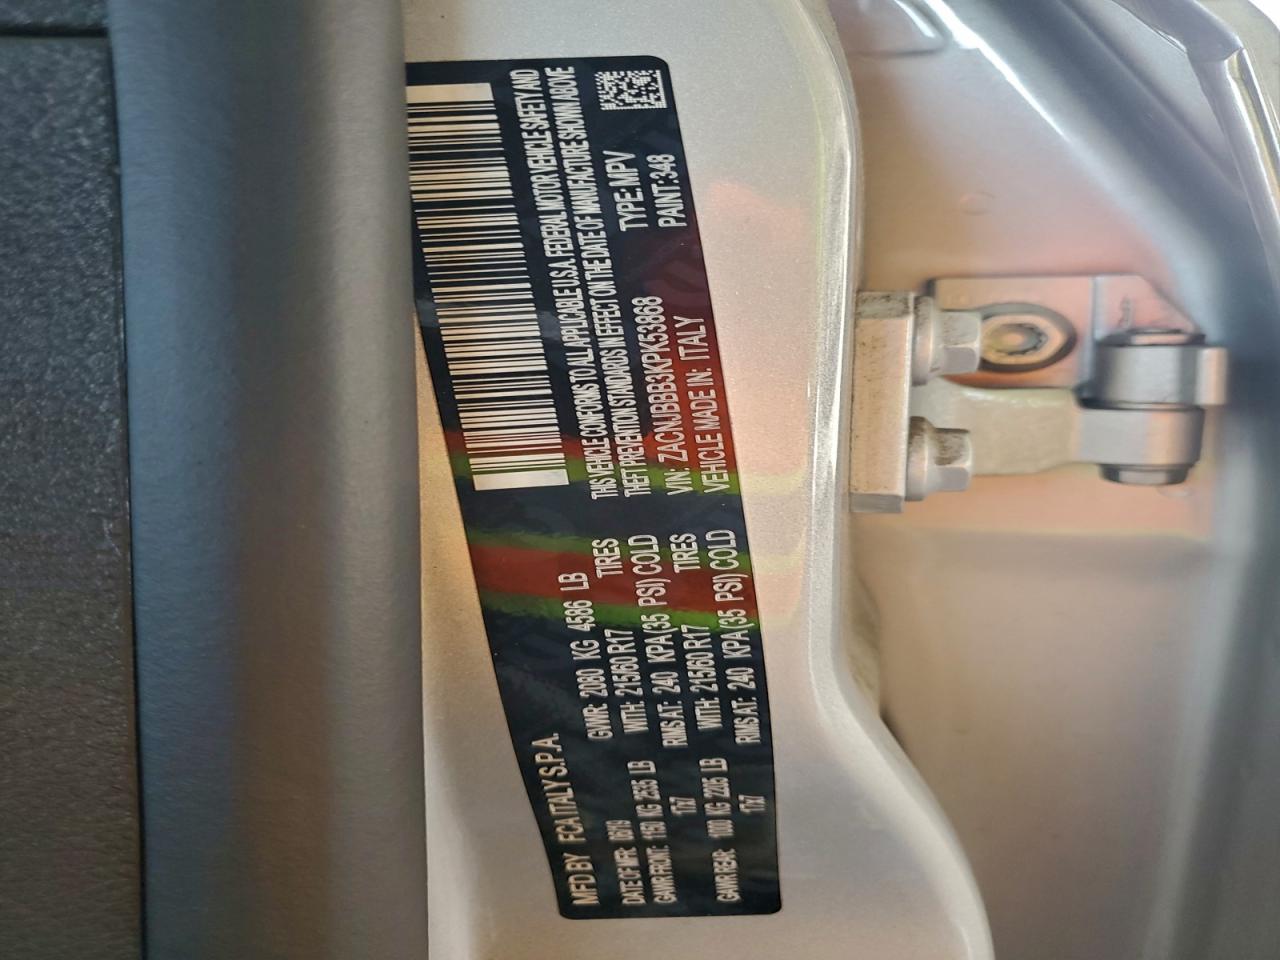 MFD BY FCA ITALY S.P.A.
DATE OF MFR: 06/19 GVWR: 2080 KG 4586 LB
GAWR FRONT: 1150 KG 2535 LB WITH: 215/60 R17 TIRES
17x7 RIMS AT: 240 KPA(35 PSI) COLD
GAWR REAR: 1000 KG 2205 LB WITH: 215/60 R17 TIRES
17x7 RIMS AT: 240 KPA(35 PSI) COLD
THIS VEHICLE CONFORMS TO ALL APPLICABLE U.S.A. FEDERAL MOTOR VEHICLE SAFETY AND
THEFT PREVENTION STANDARDS IN EFFECT ON THE DATE OF MANUFACTURE SHOWN ABOVE
VIN: ZACNJBBB3KPK53868 TYPE: MPV
VEHICLE MADE IN: ITALY PAINT:348